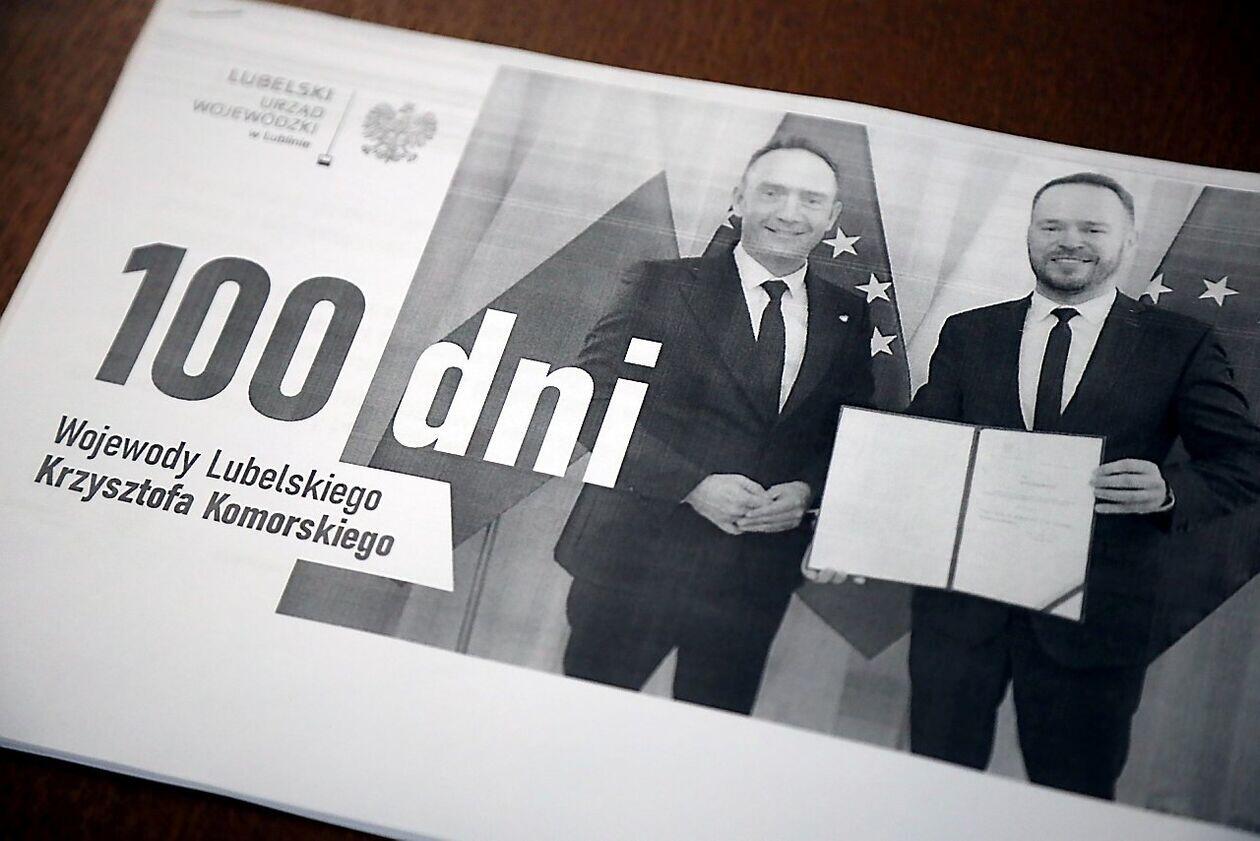 LUBELSKI
URZĄD
WOJEWÓDZKI
w Lublinie
100 dni
Wojewody Lubelskiego
Krzysztofa Komorskiego